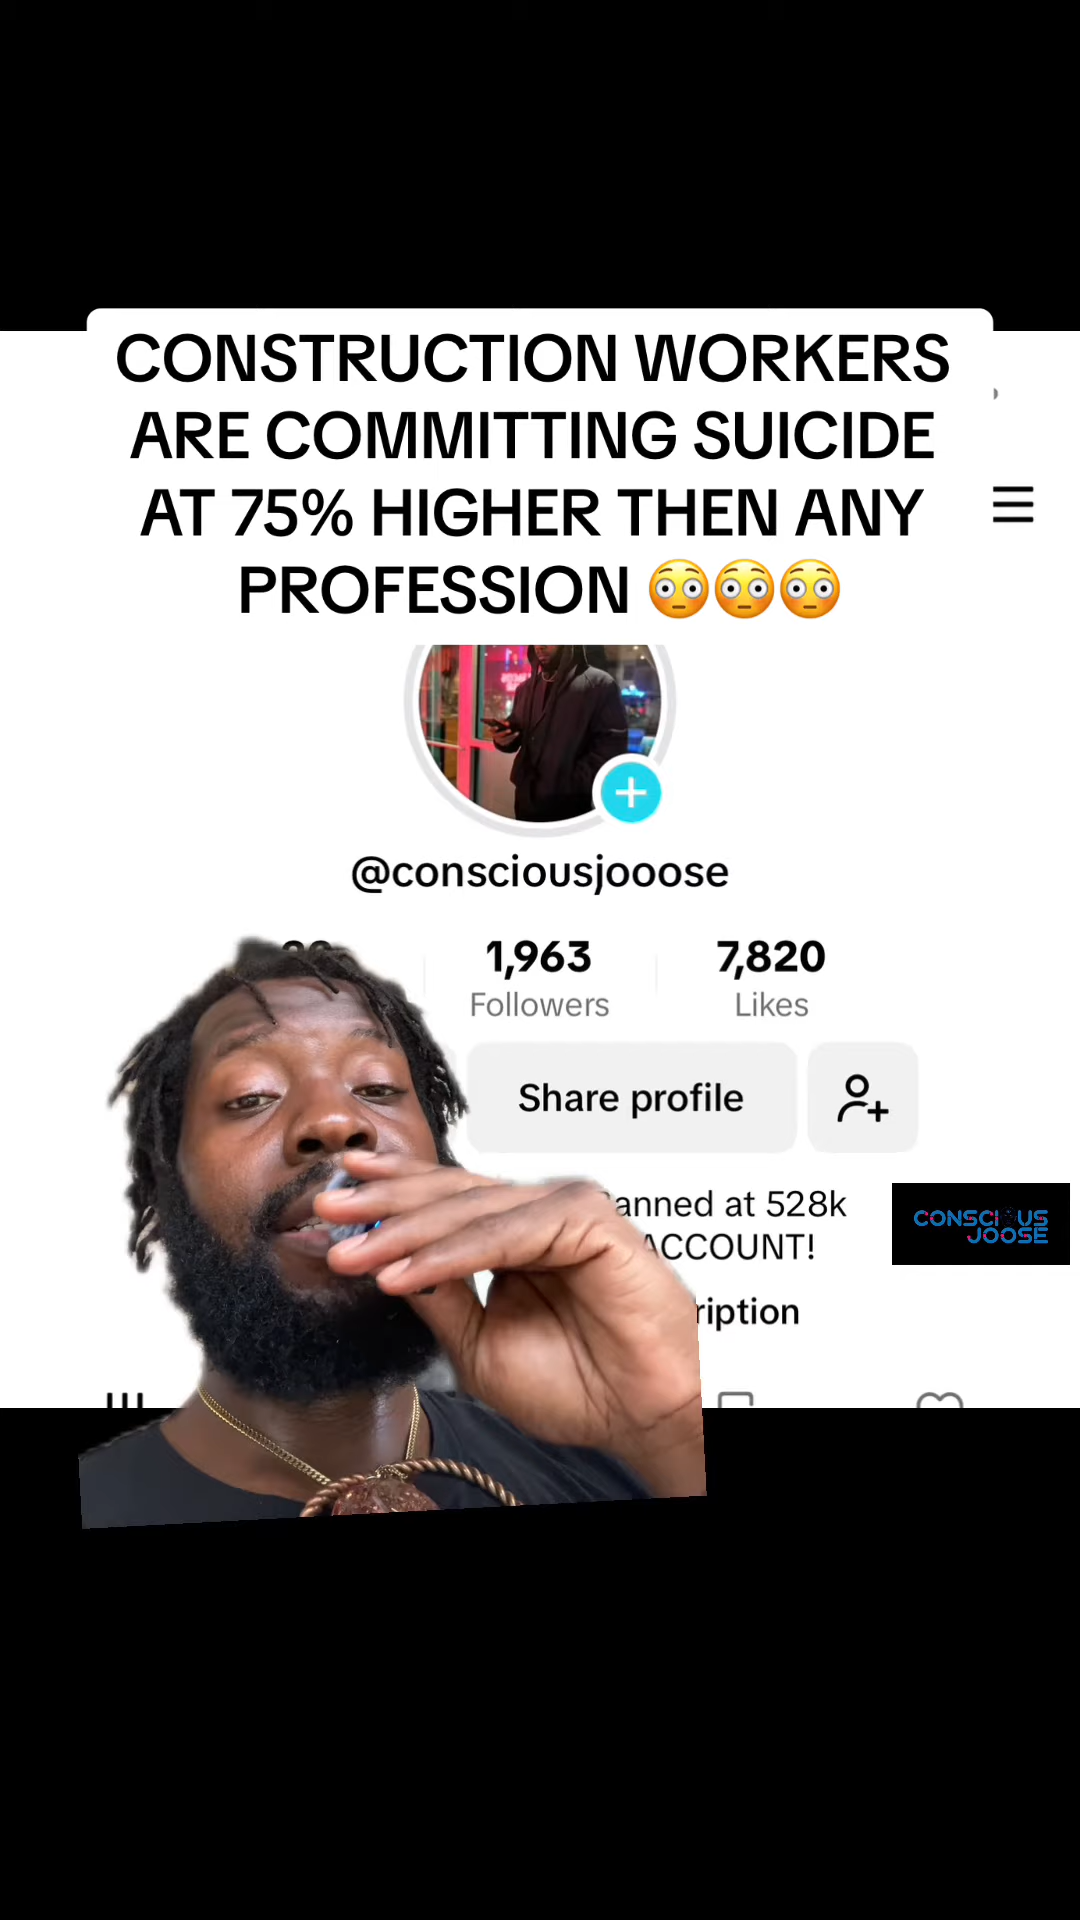 CONSTRUCTION WORKERS
ARE COMMITTING SUICIDE
AT 75% HIGHER THEN ANY
PROFESSION 😳😳😳
@consciousjooose
1,963
7,820
Followers
Likes
Share profile
anned at 528k
ACCOUNT!
CONSCIOUS
JOOSE
ription